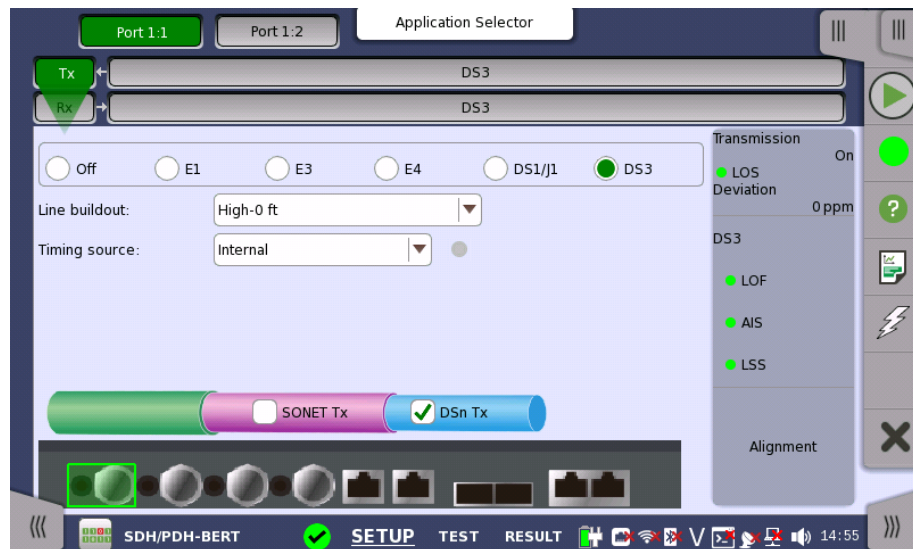 Application Selector
Port 1:1
Port 1:2
Tx
DS3
Rx
DS3
Off
E1
E3
E4
DS1/J1
DS3
Line buildout:
High-0 ft
Timing source:
Internal
SONET Tx
DSn Tx
Transmission
On
LOS
Deviation
0 ppm
DS3
LOF
AIS
LSS
Alignment
SDH/PDH-BERT
SETUP
TEST
RESULT
V
14:55